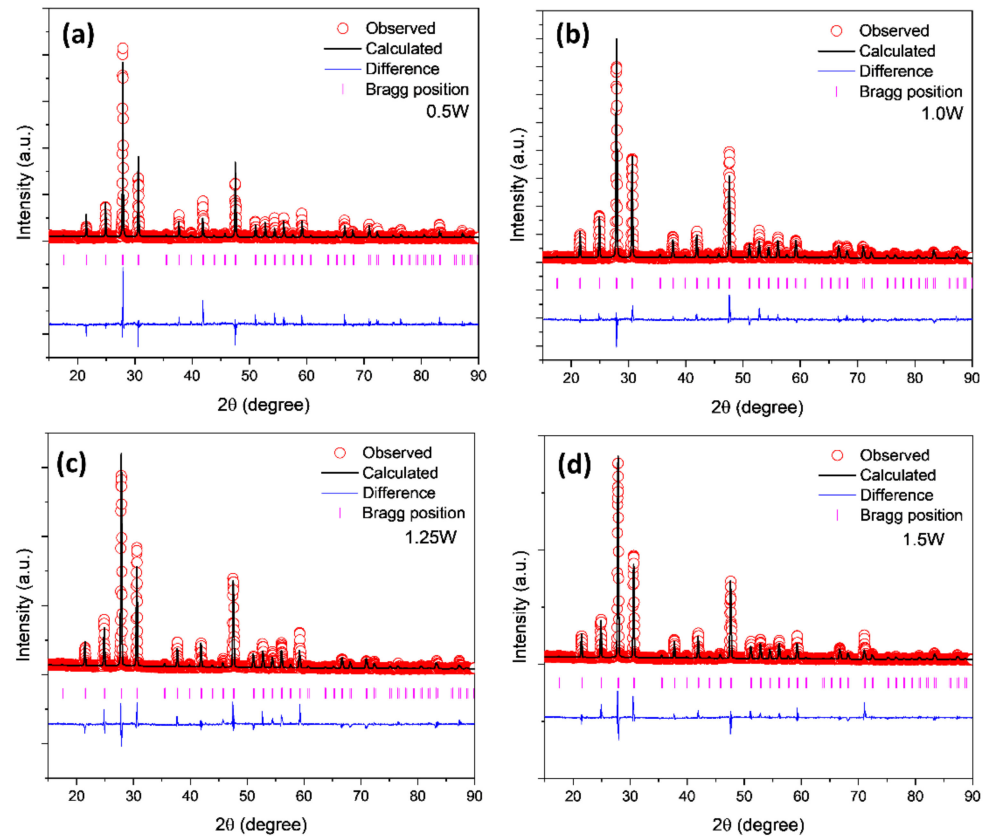 (a)
Observed
Calculated
Difference
Bragg position
0.5W
Intensity (a.u.)
20 30 40 50 60 70 80 90
2θ (degree)
(b)
Observed
Calculated
Difference
Bragg position
1.0W
Intensity (a.u.)
20 30 40 50 60 70 80 90
2θ (degree)
(c)
Observed
Calculated
Difference
Bragg position
1.25W
Intensity (a.u.)
20 30 40 50 60 70 80 90
2θ (degree)
(d)
Observed
Calculated
Difference
Bragg position
1.5W
Intensity (a.u.)
20 30 40 50 60 70 80 90
2θ (degree)